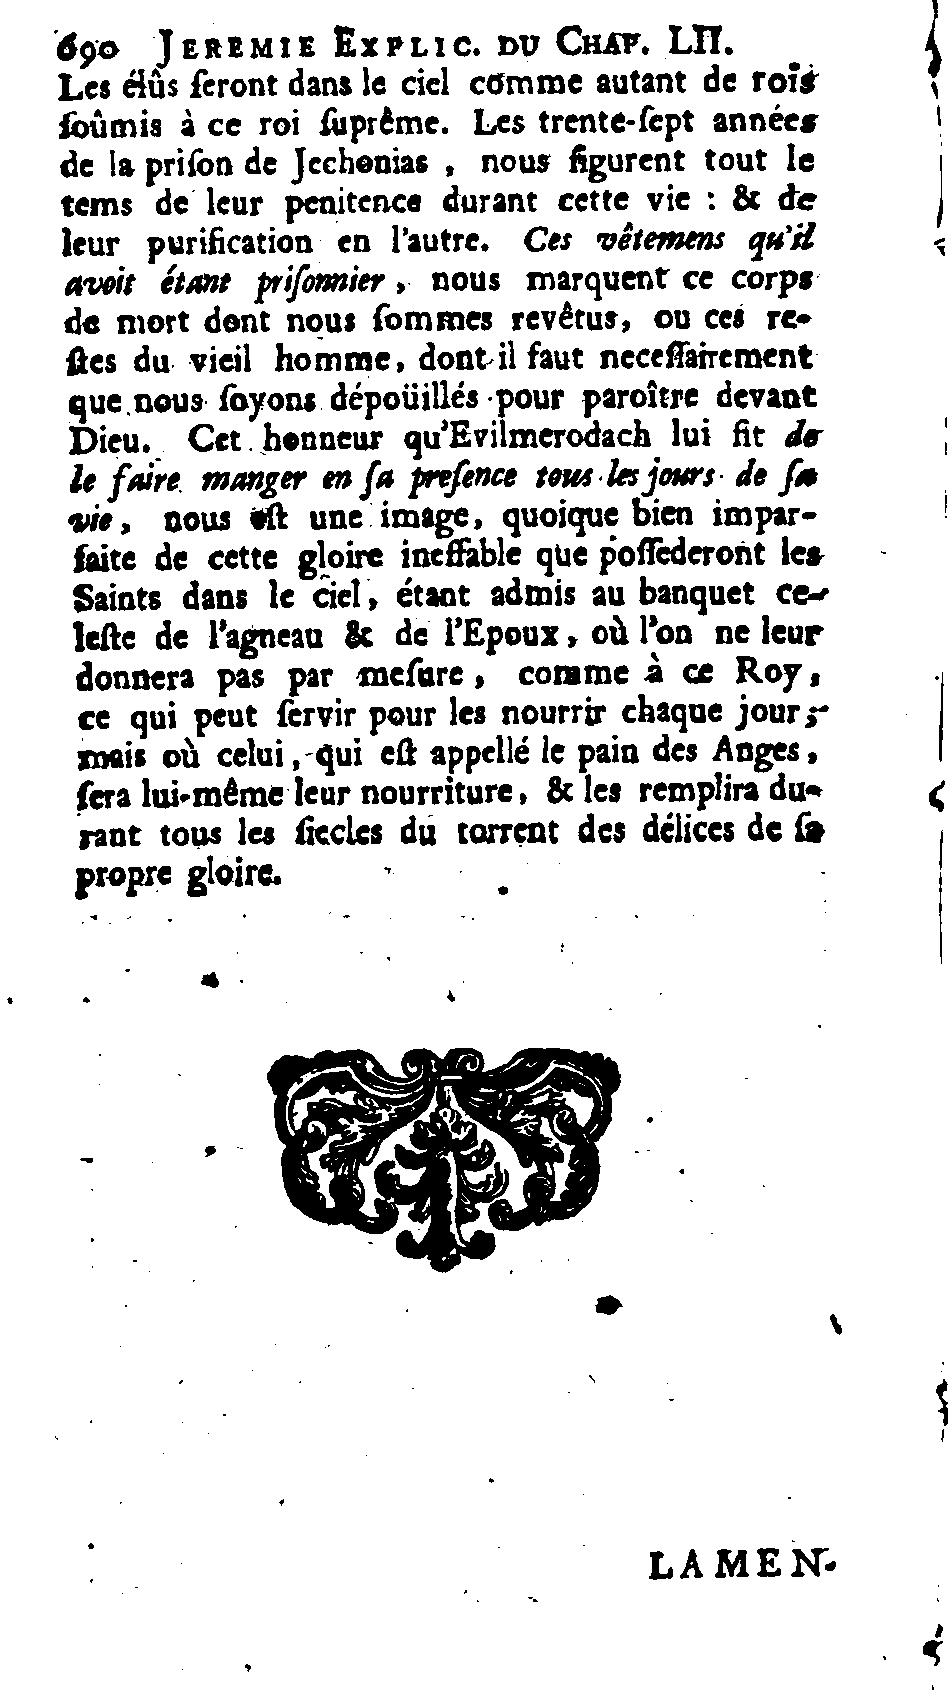 690 JEREMIE EXPLIC. DU CHAP. LII.
Les élûs ſeront dans le ciel comme autant de rois
ſoûmis à ce roi ſuprême. Les trente-ſept années
de la priſon de Jechonias, nous figurent tout le
tems de leur penitence durant cette vie : & de
leur purification en l'autre. Ces vêtemens qu'il
avoit étant priſonnier, nous marquent ce corps
de mort dont nous ſommes revêtus, ou ces re-
ſtes du vieil homme, dont il faut neceſſairement
que nous ſoyons dépoüillés pour paroître devant
Dieu. Cet honneur qu'Evilmerodach lui fit de
le faire manger en ſa preſence tous les jours de ſa
vie, nous eſt une image, quoique bien impar-
faite de cette gloire ineffable que poſſederont les
Saints dans le ciel, étant admis au banquet ce-
leſte de l'agneau & de l'Epoux, où l'on ne leur
donnera pas par meſure, comme à ce Roy,
ce qui peut ſervir pour les nourrir chaque jour;
mais où celui, qui eſt appellé le pain des Anges,
ſera lui-même leur nourriture, & les remplira du-
rant tous les ſiecles du torrent des délices de ſa
propre gloire.
LAMEN-